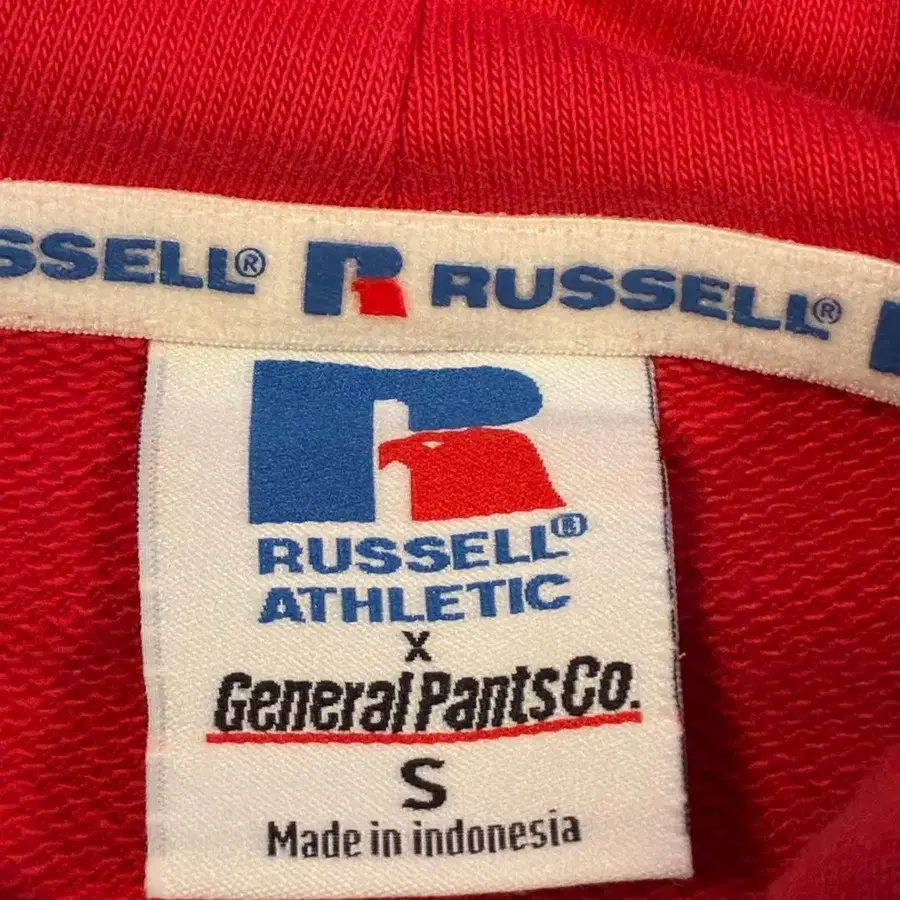 SSELL® R RUSSELL®
R
RUSSELL®
ATHLETIC
X
General Pants Co.
S
Made in indonesia